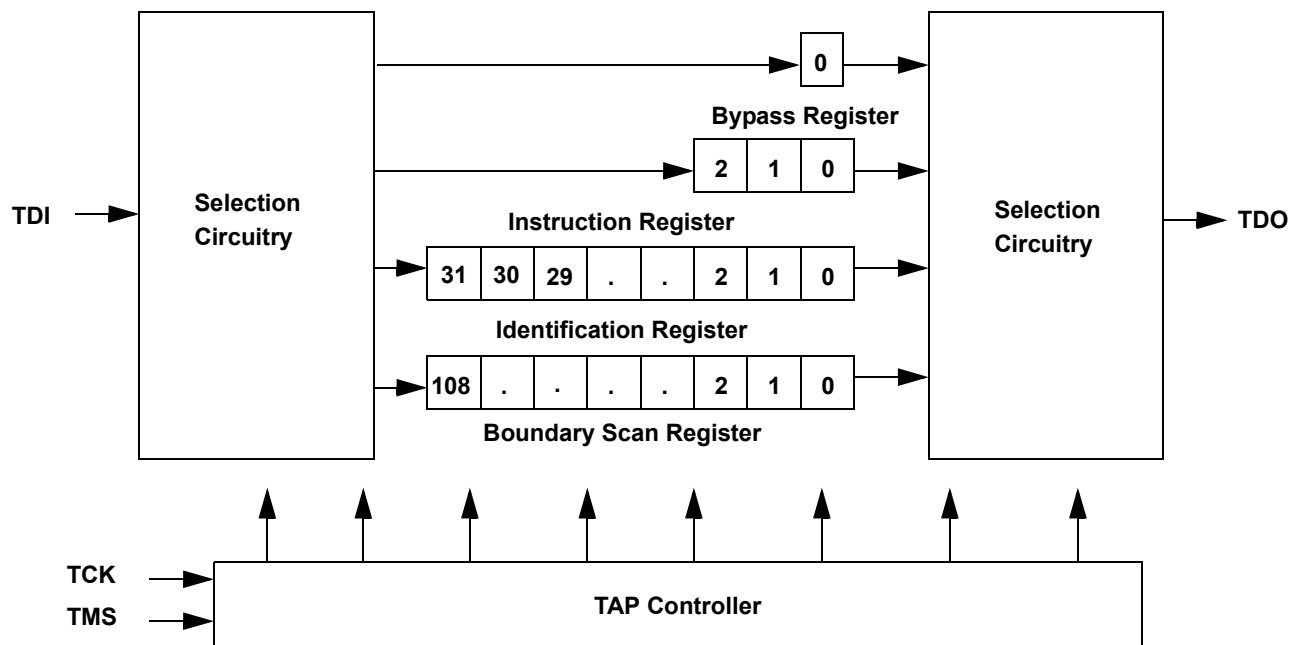 0
Bypass Register
2 1 0
TDI
Selection
Circuitry
Selection
Circuitry
TDO
Instruction Register
31 30 29 . . 2 1 0
Identification Register
108 . . . . 2 1 0
Boundary Scan Register
TCK
TMS
TAP Controller